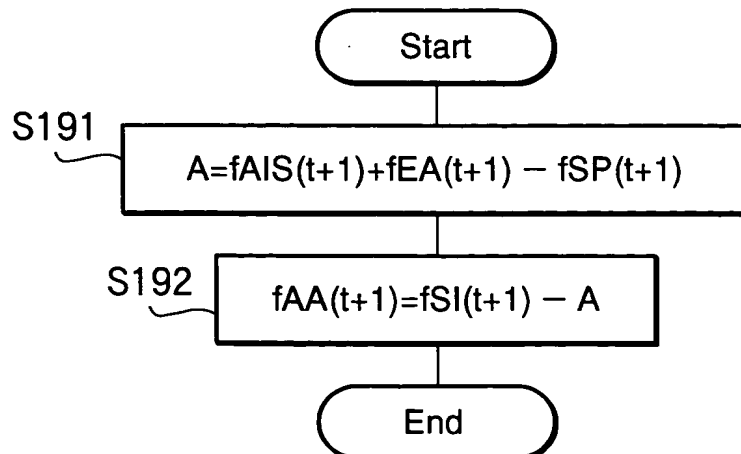 Start
S191
A=fAIS(t+1)+fEA(t+1) − fSP(t+1)
S192
fAA(t+1)=fSI(t+1) − A
End